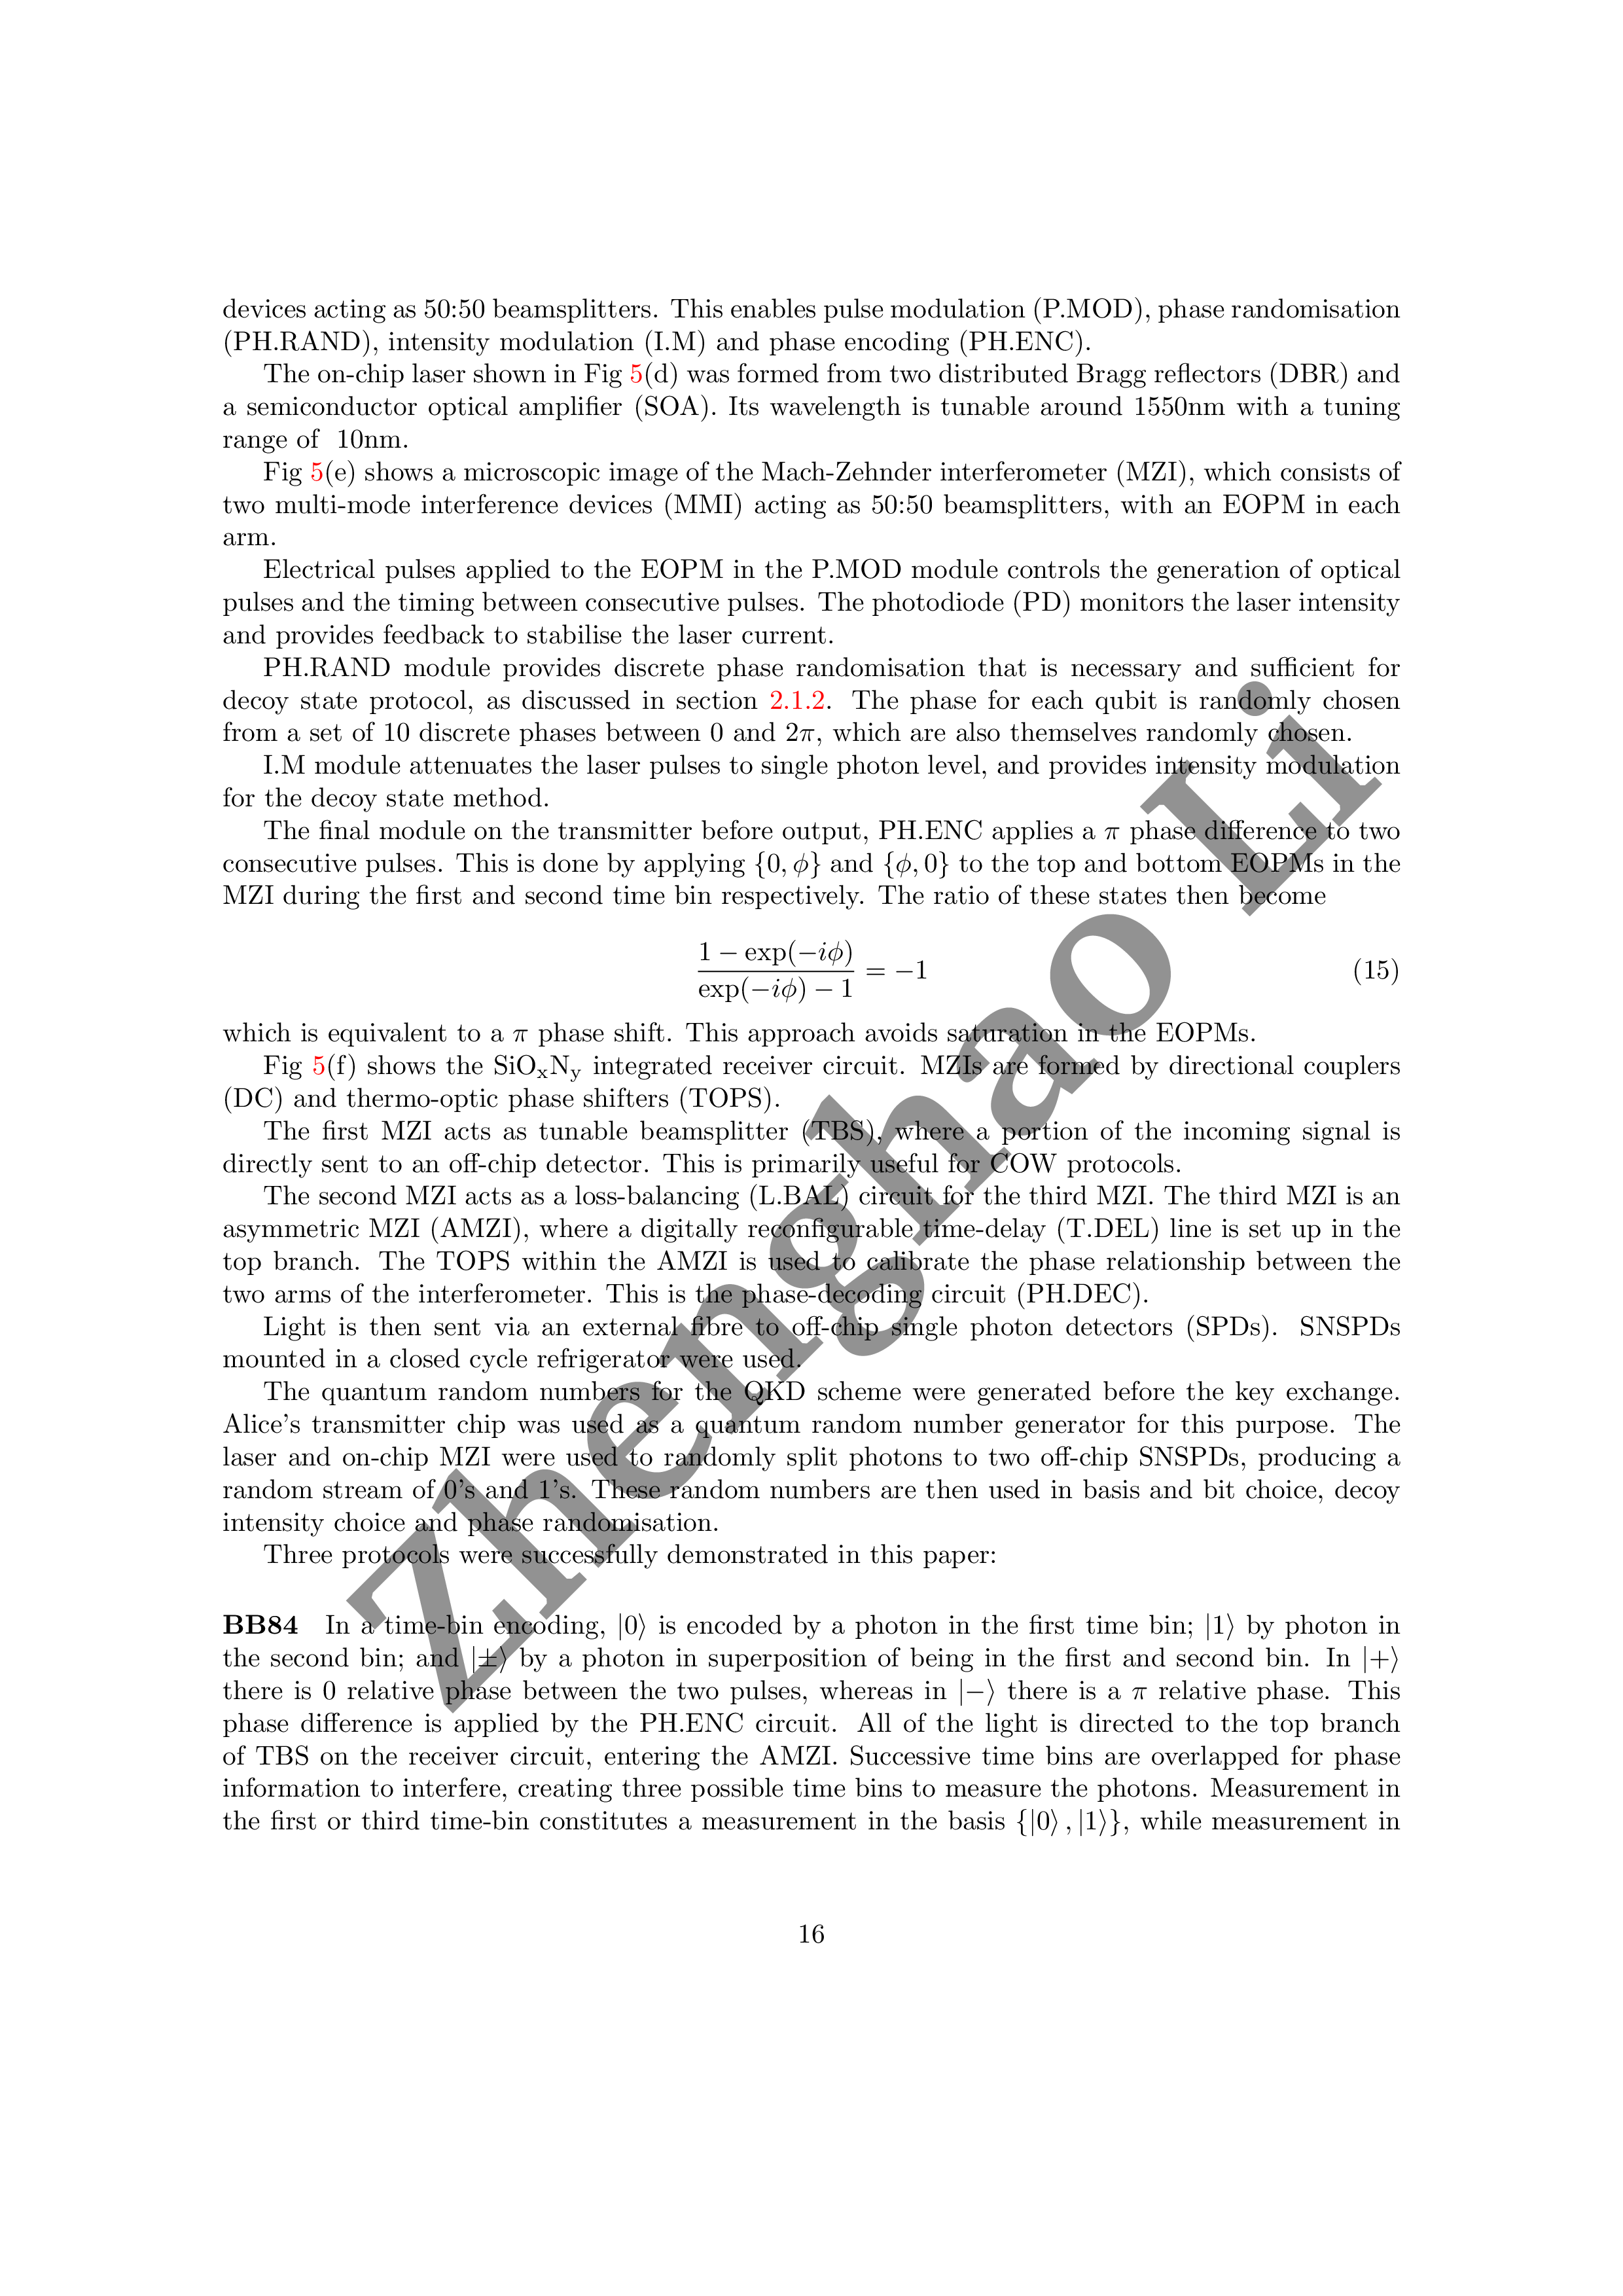 devices acting as 50:50 beamsplitters. This enables pulse modulation (P.MOD), phase randomisation
(PH.RAND), intensity modulation (I.M) and phase encoding (PH.ENC).
The on-chip laser shown in Fig 5(d) was formed from two distributed Bragg reflectors (DBR) and
a semiconductor optical amplifier (SOA). Its wavelength is tunable around 1550nm with a tuning
range of 10nm.
Fig 5(e) shows a microscopic image of the Mach-Zehnder interferometer (MZI), which consists of
two multi-mode interference devices (MMI) acting as 50:50 beamsplitters, with an EOPM in each
arm.
Electrical pulses applied to the EOPM in the P.MOD module controls the generation of optical
pulses and the timing between consecutive pulses. The photodiode (PD) monitors the laser intensity
and provides feedback to stabilise the laser current.
PH.RAND module provides discrete phase randomisation that is necessary and sufficient for
decoy state protocol, as discussed in section 2.1.2. The phase for each qubit is randomly chosen
from a set of 10 discrete phases between 0 and 2π, which are also themselves randomly chosen.
I.M module attenuates the laser pulses to single photon level, and provides intensity modulation
for the decoy state method.
The final module on the transmitter before output, PH.ENC applies a π phase difference to two
consecutive pulses. This is done by applying {0, ϕ} and {ϕ, 0} to the top and bottom EOPMs in the
MZI during the first and second time bin respectively. The ratio of these states then become
1 − exp(−iϕ)
exp(−iϕ) − 1 = −1 (15)
which is equivalent to a π phase shift. This approach avoids saturation in the EOPMs.
Fig 5(f) shows the SiOxNy integrated receiver circuit. MZIs are formed by directional couplers
(DC) and thermo-optic phase shifters (TOPS).
The first MZI acts as tunable beamsplitter (TBS), where a portion of the incoming signal is
directly sent to an off-chip detector. This is primarily useful for COW protocols.
The second MZI acts as a loss-balancing (L.BAL) circuit for the third MZI. The third MZI is an
asymmetric MZI (AMZI), where a digitally reconfigurable time-delay (T.DEL) line is set up in the
top branch. The TOPS within the AMZI is used to calibrate the phase relationship between the
two arms of the interferometer. This is the phase-decoding circuit (PH.DEC).
Light is then sent via an external fibre to off-chip single photon detectors (SPDs). SNSPDs
mounted in a closed cycle refrigerator were used.
The quantum random numbers for the QKD scheme were generated before the key exchange.
Alice's transmitter chip was used as a quantum random number generator for this purpose. The
laser and on-chip MZI were used to randomly split photons to two off-chip SNSPDs, producing a
random stream of 0's and 1's. These random numbers are then used in basis and bit choice, decoy
intensity choice and phase randomisation.
Three protocols were successfully demonstrated in this paper:
BB84 In a time-bin encoding, |0⟩ is encoded by a photon in the first time bin; |1⟩ by photon in
the second bin; and |±⟩ by a photon in superposition of being in the first and second bin. In |+⟩
there is 0 relative phase between the two pulses, whereas in |−⟩ there is a π relative phase. This
phase difference is applied by the PH.ENC circuit. All of the light is directed to the top branch
of TBS on the receiver circuit, entering the AMZI. Successive time bins are overlapped for phase
information to interfere, creating three possible time bins to measure the photons. Measurement in
the first or third time-bin constitutes a measurement in the basis {|0⟩ , |1⟩}, while measurement in
16
Zhenghao Li